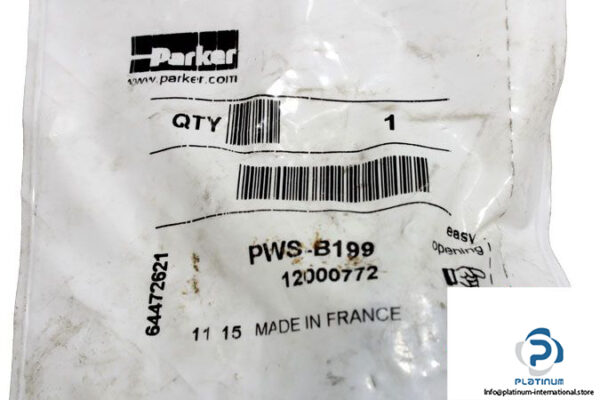 Parker
www.parker.com
QTY 1
PWS-B199
12000772
64472621
11 15 MADE IN FRANCE
easy
opening
PLATINUM
Info@platinum-international.store